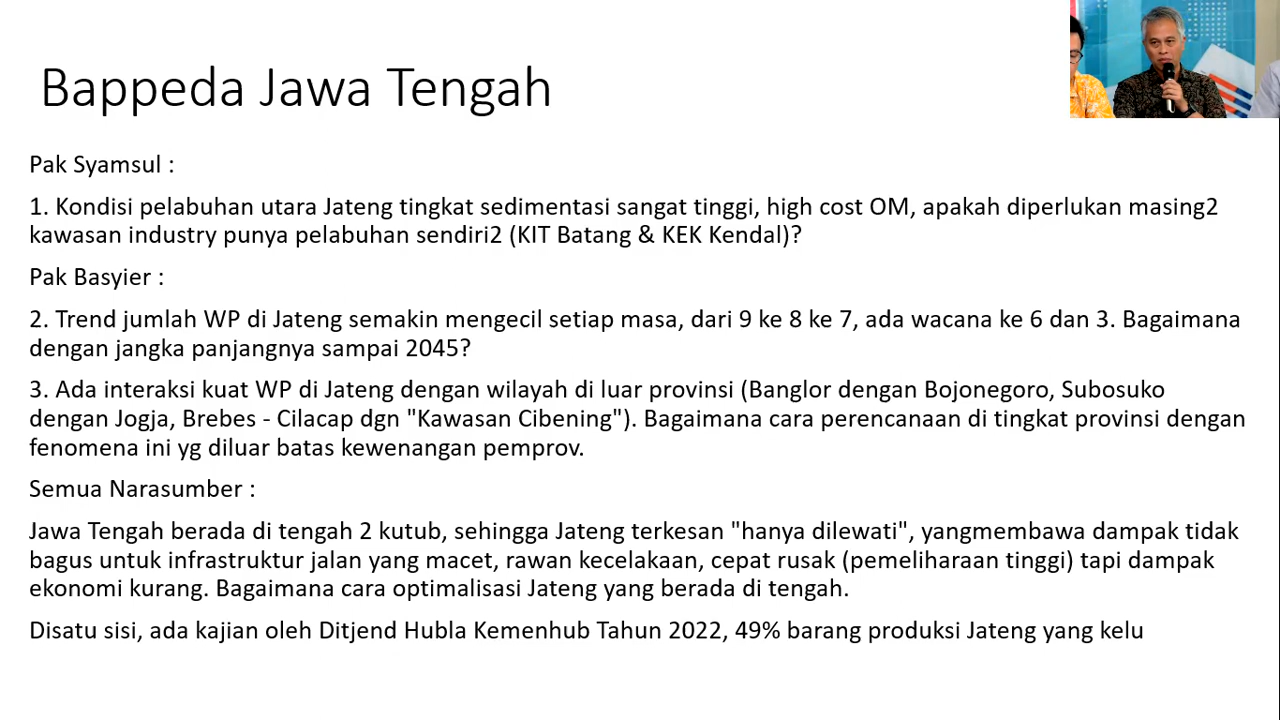 Bappeda Jawa Tengah
Pak Syamsul :
1. Kondisi pelabuhan utara Jateng tingkat sedimentasi sangat tinggi, high cost OM, apakah diperlukan masing2
kawasan industry punya pelabuhan sendiri2 (KIT Batang & KEK Kendal)?
Pak Basyier :
2. Trend jumlah WP di Jateng semakin mengecil setiap masa, dari 9 ke 8 ke 7, ada wacana ke 6 dan 3. Bagaimana
dengan jangka panjangnya sampai 2045?
3. Ada interaksi kuat WP di Jateng dengan wilayah di luar provinsi (Banglor dengan Bojonegoro, Subosuko
dengan Jogja, Brebes - Cilacap dgn "Kawasan Cibening"). Bagaimana cara perencanaan di tingkat provinsi dengan
fenomena ini yg diluar batas kewenangan pemprov.
Semua Narasumber :
Jawa Tengah berada di tengah 2 kutub, sehingga Jateng terkesan "hanya dilewati", yangmembawa dampak tidak
bagus untuk infrastruktur jalan yang macet, rawan kecelakaan, cepat rusak (pemeliharaan tinggi) tapi dampak
ekonomi kurang. Bagaimana cara optimalisasi Jateng yang berada di tengah.
Disatu sisi, ada kajian oleh Ditjend Hubla Kemenhub Tahun 2022, 49% barang produksi Jateng yang kelu